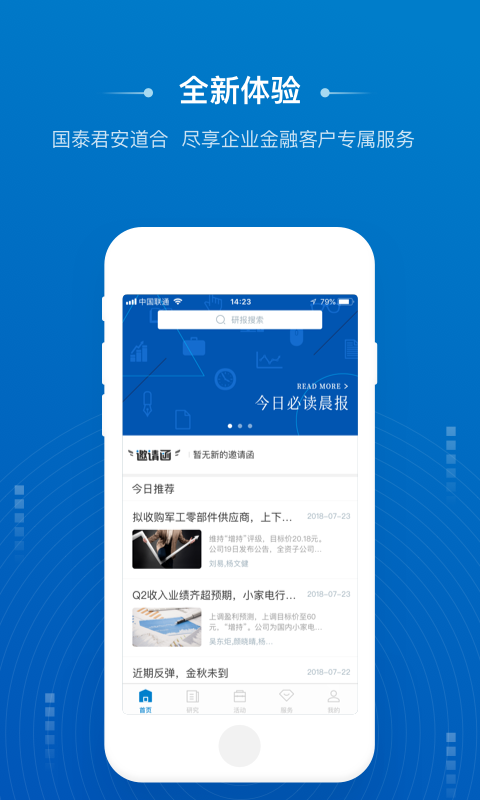 全新体验
国泰君安道合 尽享企业金融客户专属服务
中国联通 14:23 79%
研报搜索
READ MORE >
今日必读晨报
邀请函 暂无新的邀请函
今日推荐
拟收购军工零部件供应商，上下... 2018-07-23
维持“增持”评级，目标价20.18元。
公司19日发布公告，全资子公司...
刘易,杨文健
Q2收入业绩齐超预期，小家电行... 2018-07-23
上调盈利预测，上调目标价至60
元，“增持”。公司为国内小家电...
吴东炬,颜晓晴,杨...
近期反弹，金秋未到 2018-07-22
首页 研究 活动 服务 我的